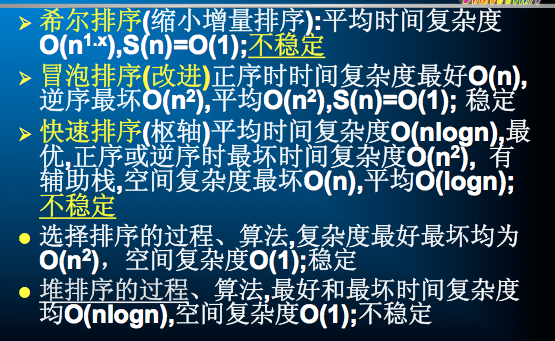 希尔排序(缩小增量排序):平均时间复杂度
O(n1.x),S(n)=O(1);不稳定
冒泡排序(改进)正序时时间复杂度最好O(n),
逆序最坏O(n²),平均O(n²),S(n)=O(1); 稳定
快速排序(枢轴)平均时间复杂度O(nlogn),最
优,正序或逆序时最坏时间复杂度O(n²), 有
辅助栈,空间复杂度最坏O(n),平均O(logn);
不稳定
选择排序的过程、算法,复杂度最好最坏均为
O(n²), 空间复杂度O(1);稳定
堆排序的过程、算法,最好和最坏时间复杂度
均O(nlogn),空间复杂度O(1);不稳定